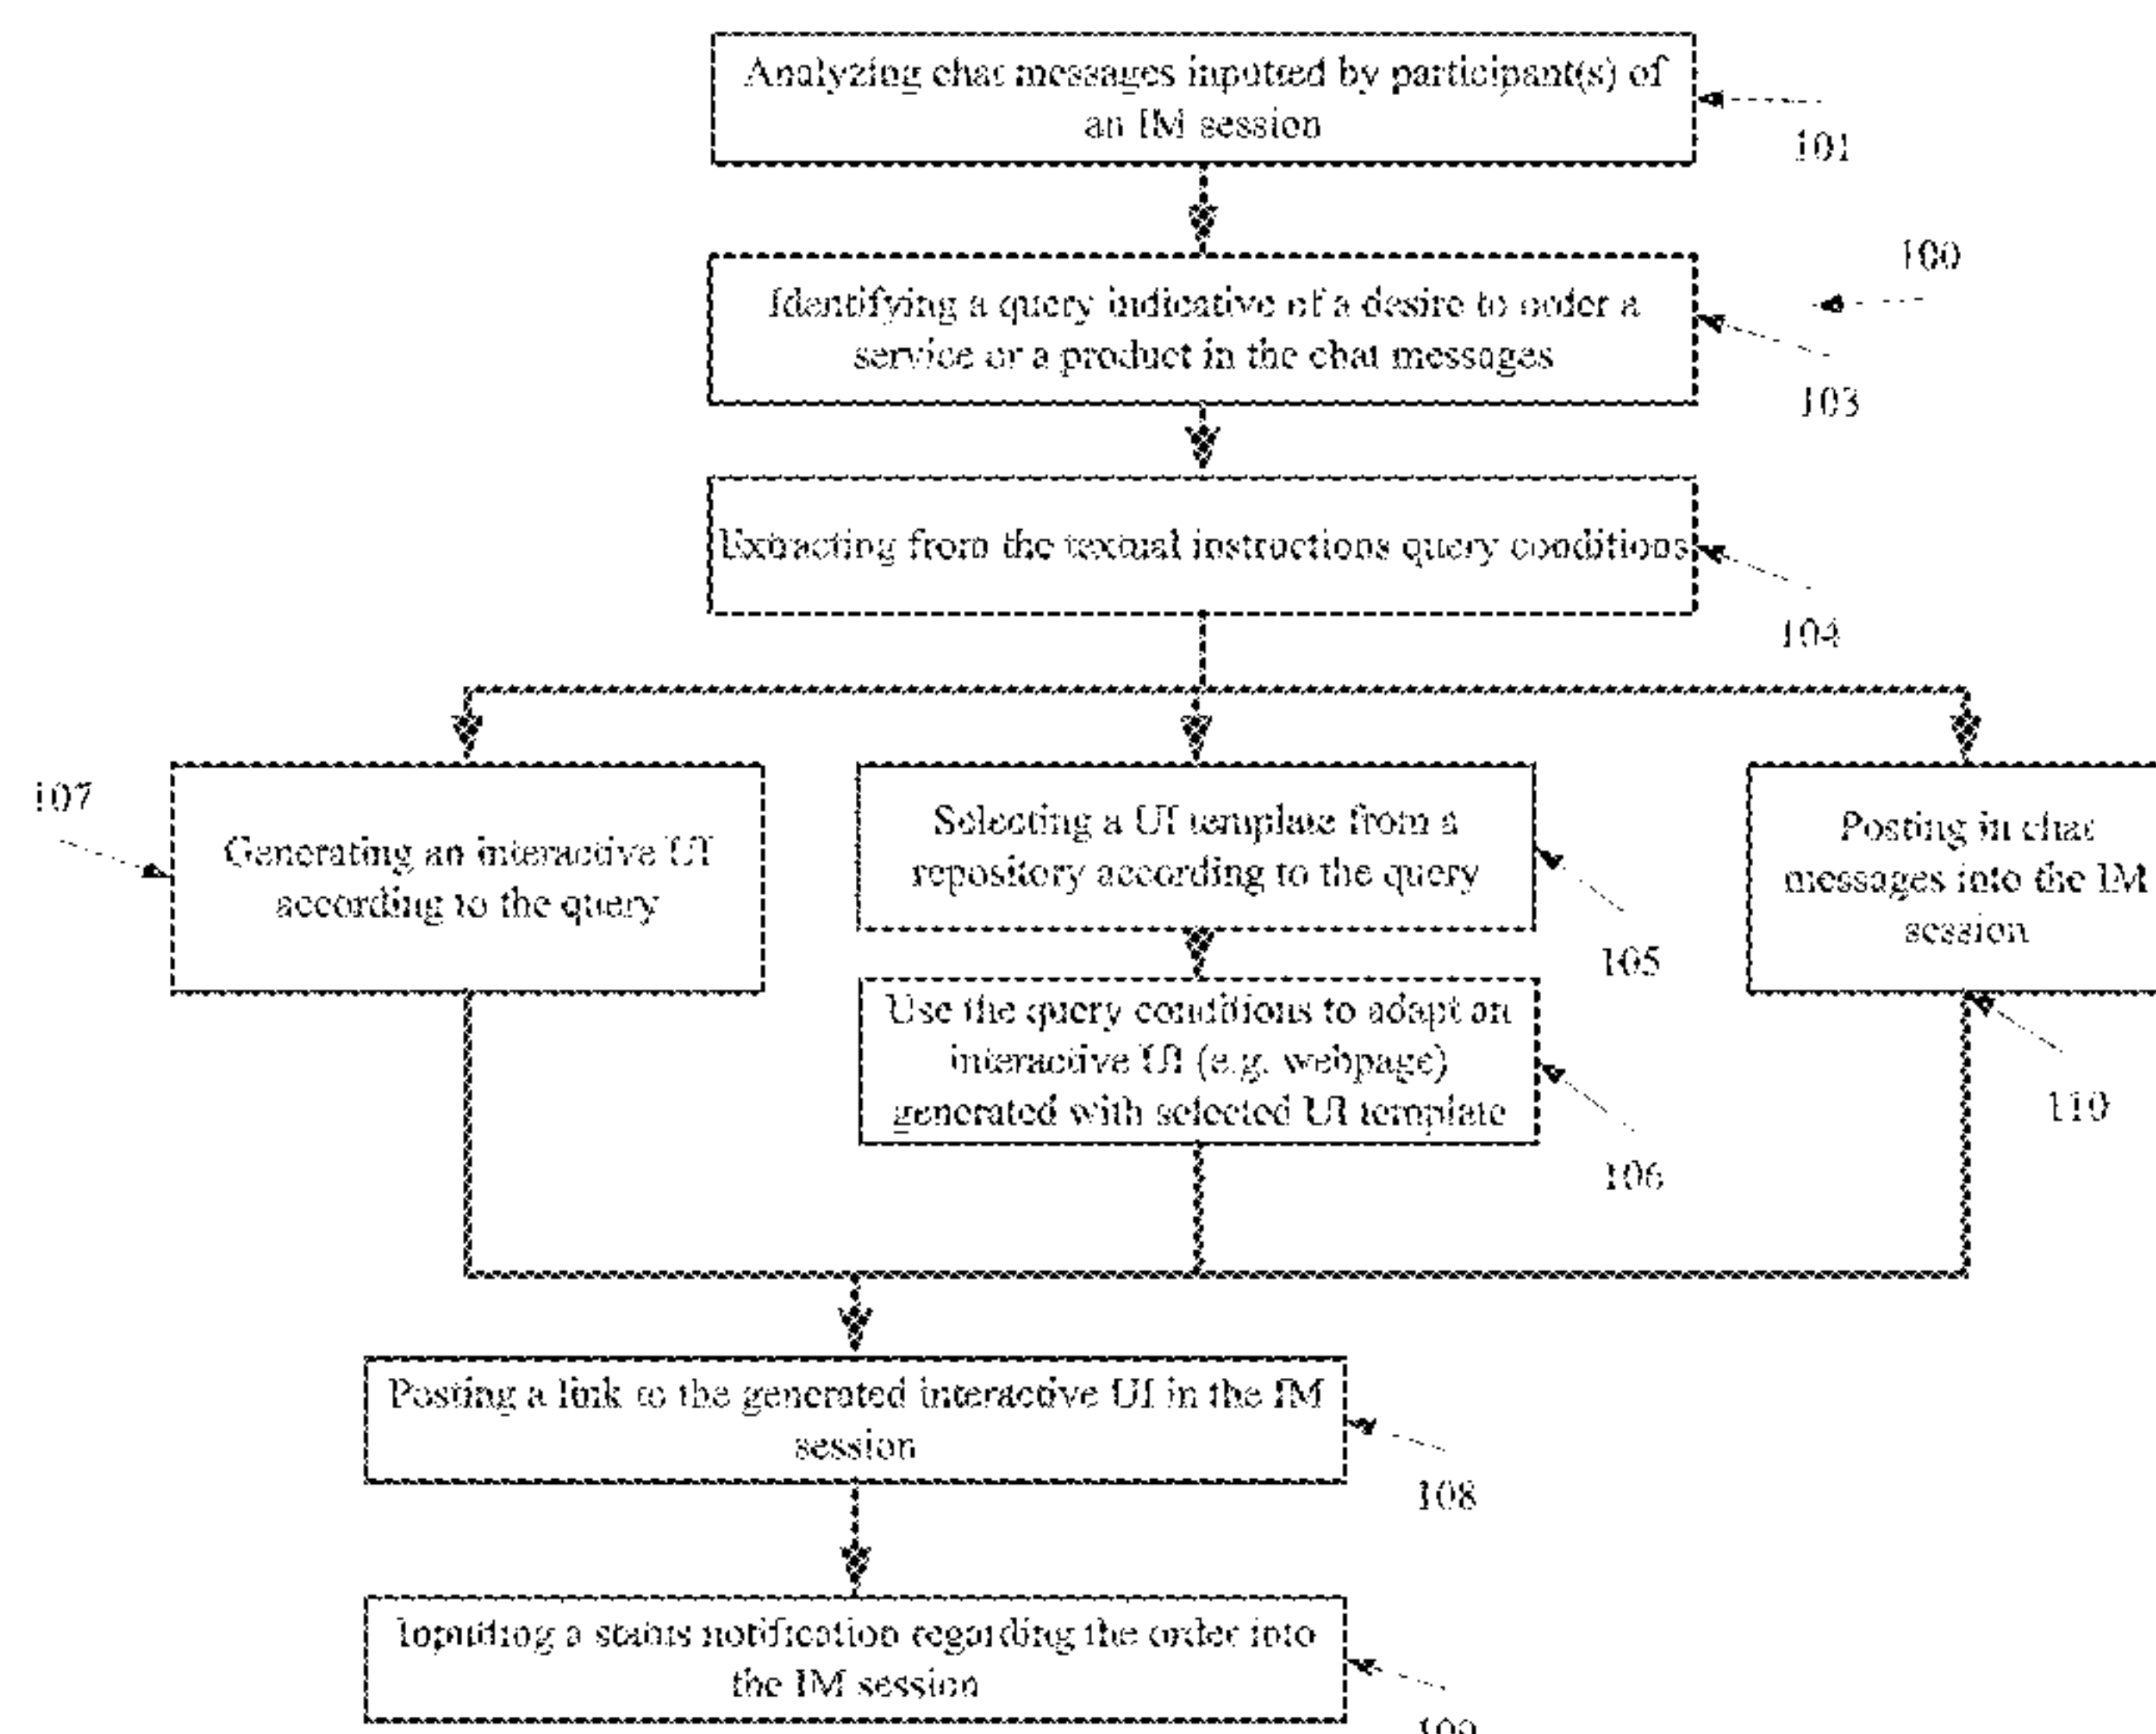 Analyzing chat messages inputted by participant(s) of
an IM session
101
100
Identifying a query indicative of a desire to order a
service or a product in the chat messages
103
Extracting from the textual instructions query conditions
104
107
Generating an interactive UI
according to the query
Selecting a UI template from a
repository according to the query
105
Posting in chat
messages into the IM
session
110
Use the query conditions to adapt an
interactive UI (e.g. webpage)
generated with selected UI template
106
Posting a link to the generated interactive UI in the IM
session
108
Inputting a status notification regarding the order into
the IM session